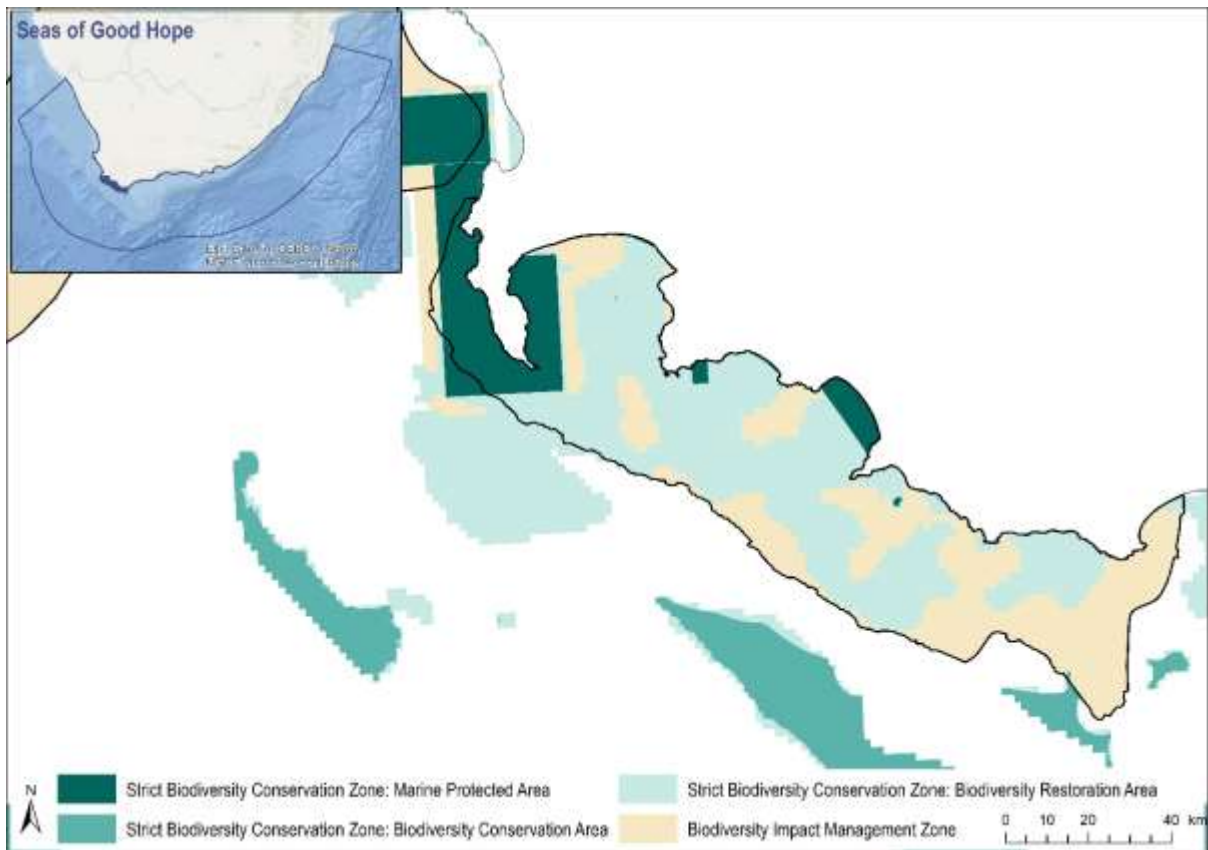 Seas of Good Hope
N
Strict Biodiversity Conservation Zone: Marine Protected Area
Strict Biodiversity Conservation Zone: Biodiversity Restoration Area
Strict Biodiversity Conservation Zone: Biodiversity Conservation Area
Biodiversity Impact Management Zone
0 10 20 40 km